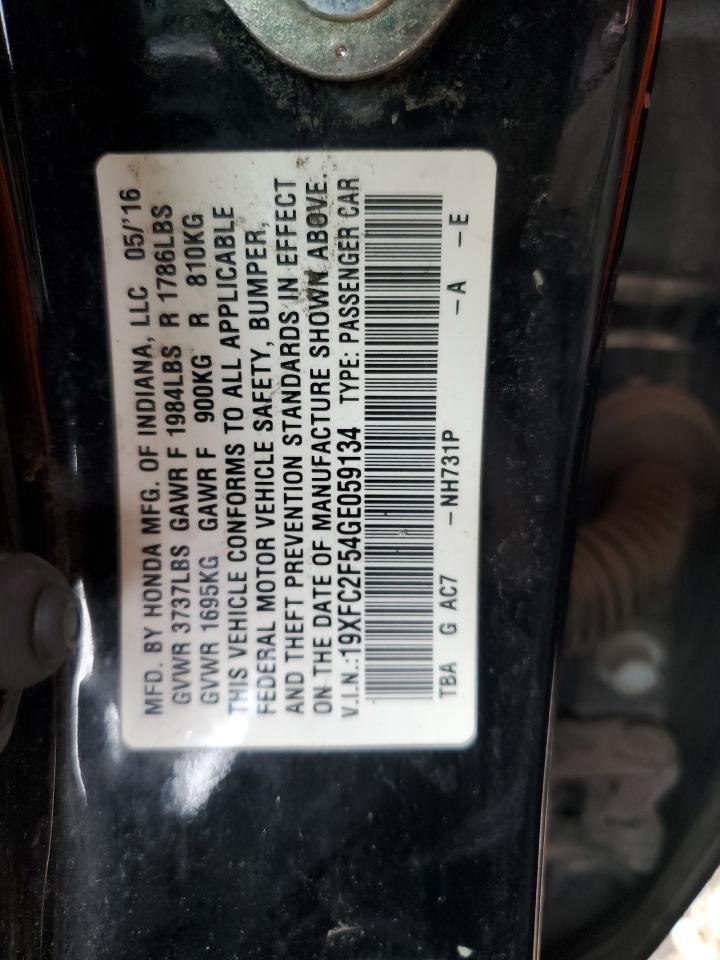 MFD. BY HONDA MFG. OF INDIANA, LLC 05/'16
GVWR 3737LBS GAWR F 1984LBS R 1786LBS
GVWR 1695KG GAWR F 900KG R 810KG
THIS VEHICLE CONFORMS TO ALL APPLICABLE
FEDERAL MOTOR VEHICLE SAFETY, BUMPER,
AND THEFT PREVENTION STANDARDS IN EFFECT
ON THE DATE OF MANUFACTURE SHOWN ABOVE.
V.I.N.:19XFC2F54GE059134 TYPE: PASSENGER CAR
TBA G AC7 -NH731P -A -E